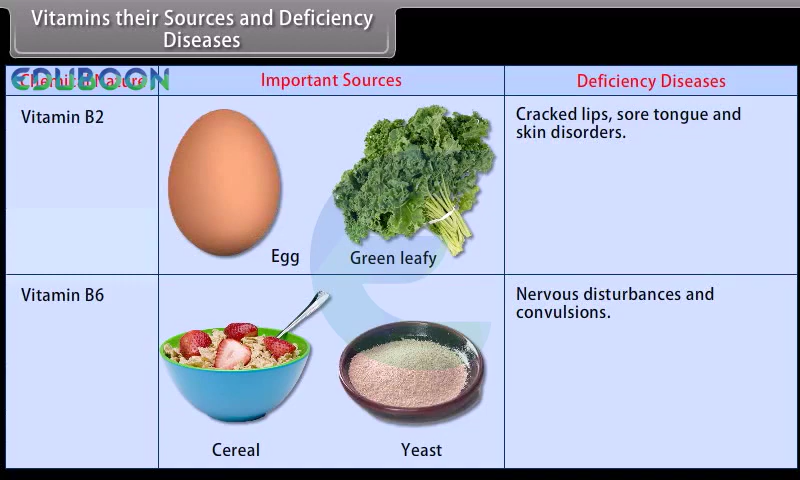 Vitamins their Sources and Deficiency
Diseases
EDUBOON
Chemical Nature
Important Sources
Deficiency Diseases
Vitamin B2
Egg
Green leafy
Cracked lips, sore tongue and
skin disorders.
Vitamin B6
Cereal
Yeast
Nervous disturbances and
convulsions.